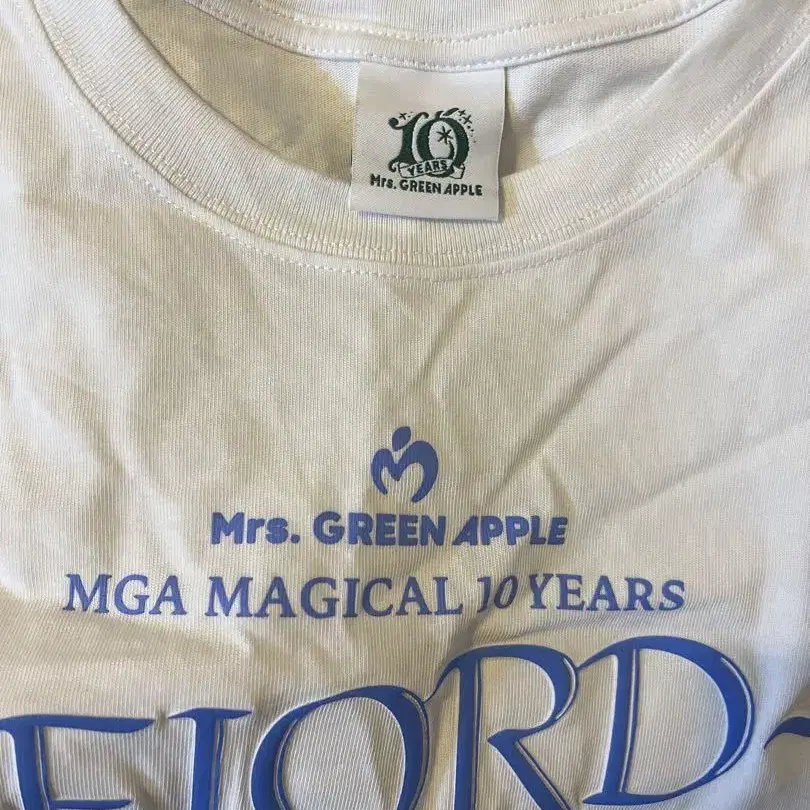 10
YEARS
Mrs. GREEN APPLE
Mrs. GREEN APPLE
MGA MAGICAL 10 YEARS
FJORD